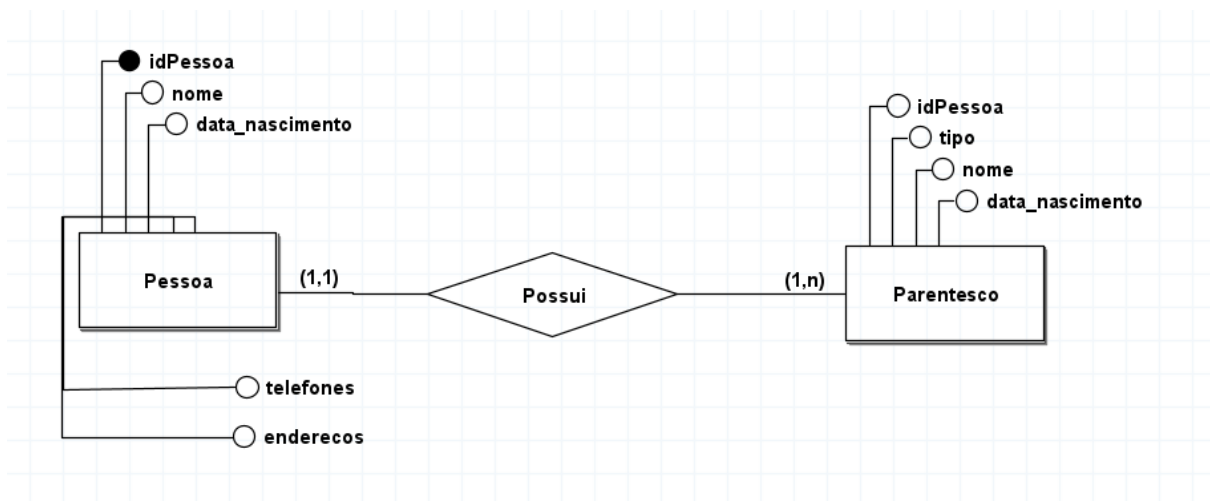 idPessoa
nome
data_nascimento
idPessoa
tipo
nome
data_nascimento
Pessoa
(1,1)
Possui
(1,n)
Parentesco
telefones
enderecos